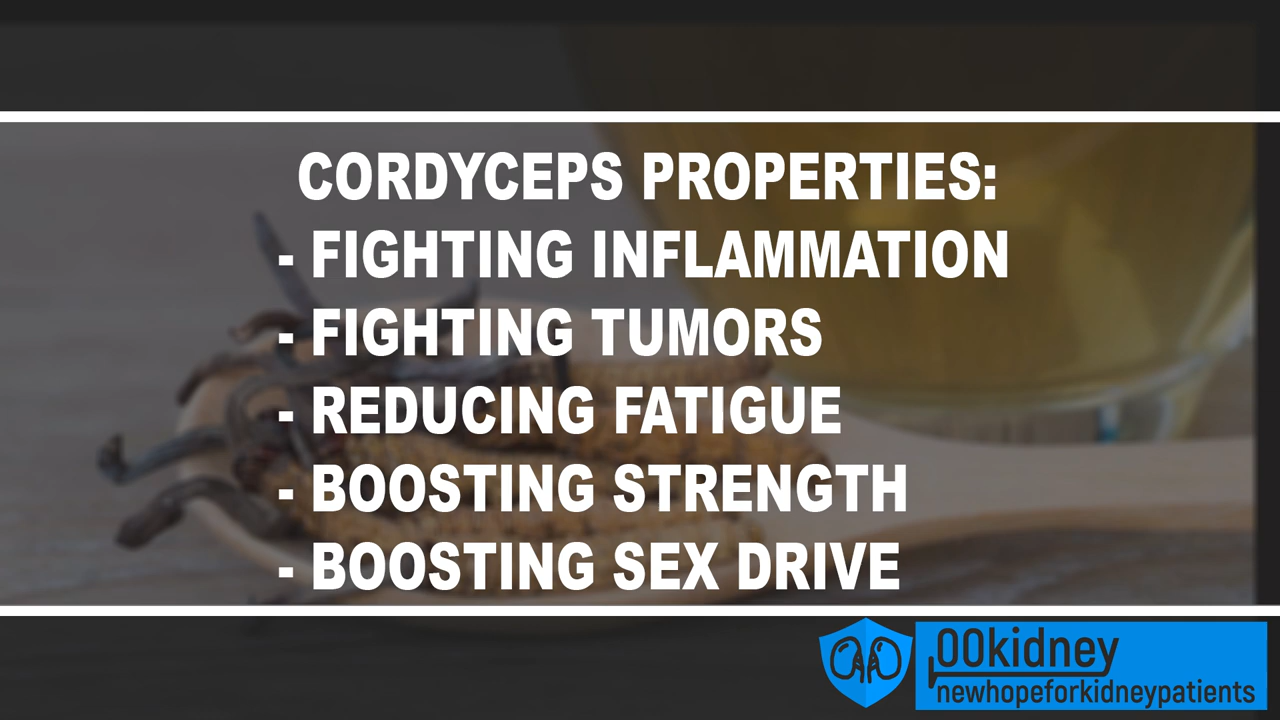 CORDYCEPS PROPERTIES:
- FIGHTING INFLAMMATION
- FIGHTING TUMORS
- REDUCING FATIGUE
- BOOSTING STRENGTH
- BOOSTING SEX DRIVE
00kidney
newhopeforkidneypatients